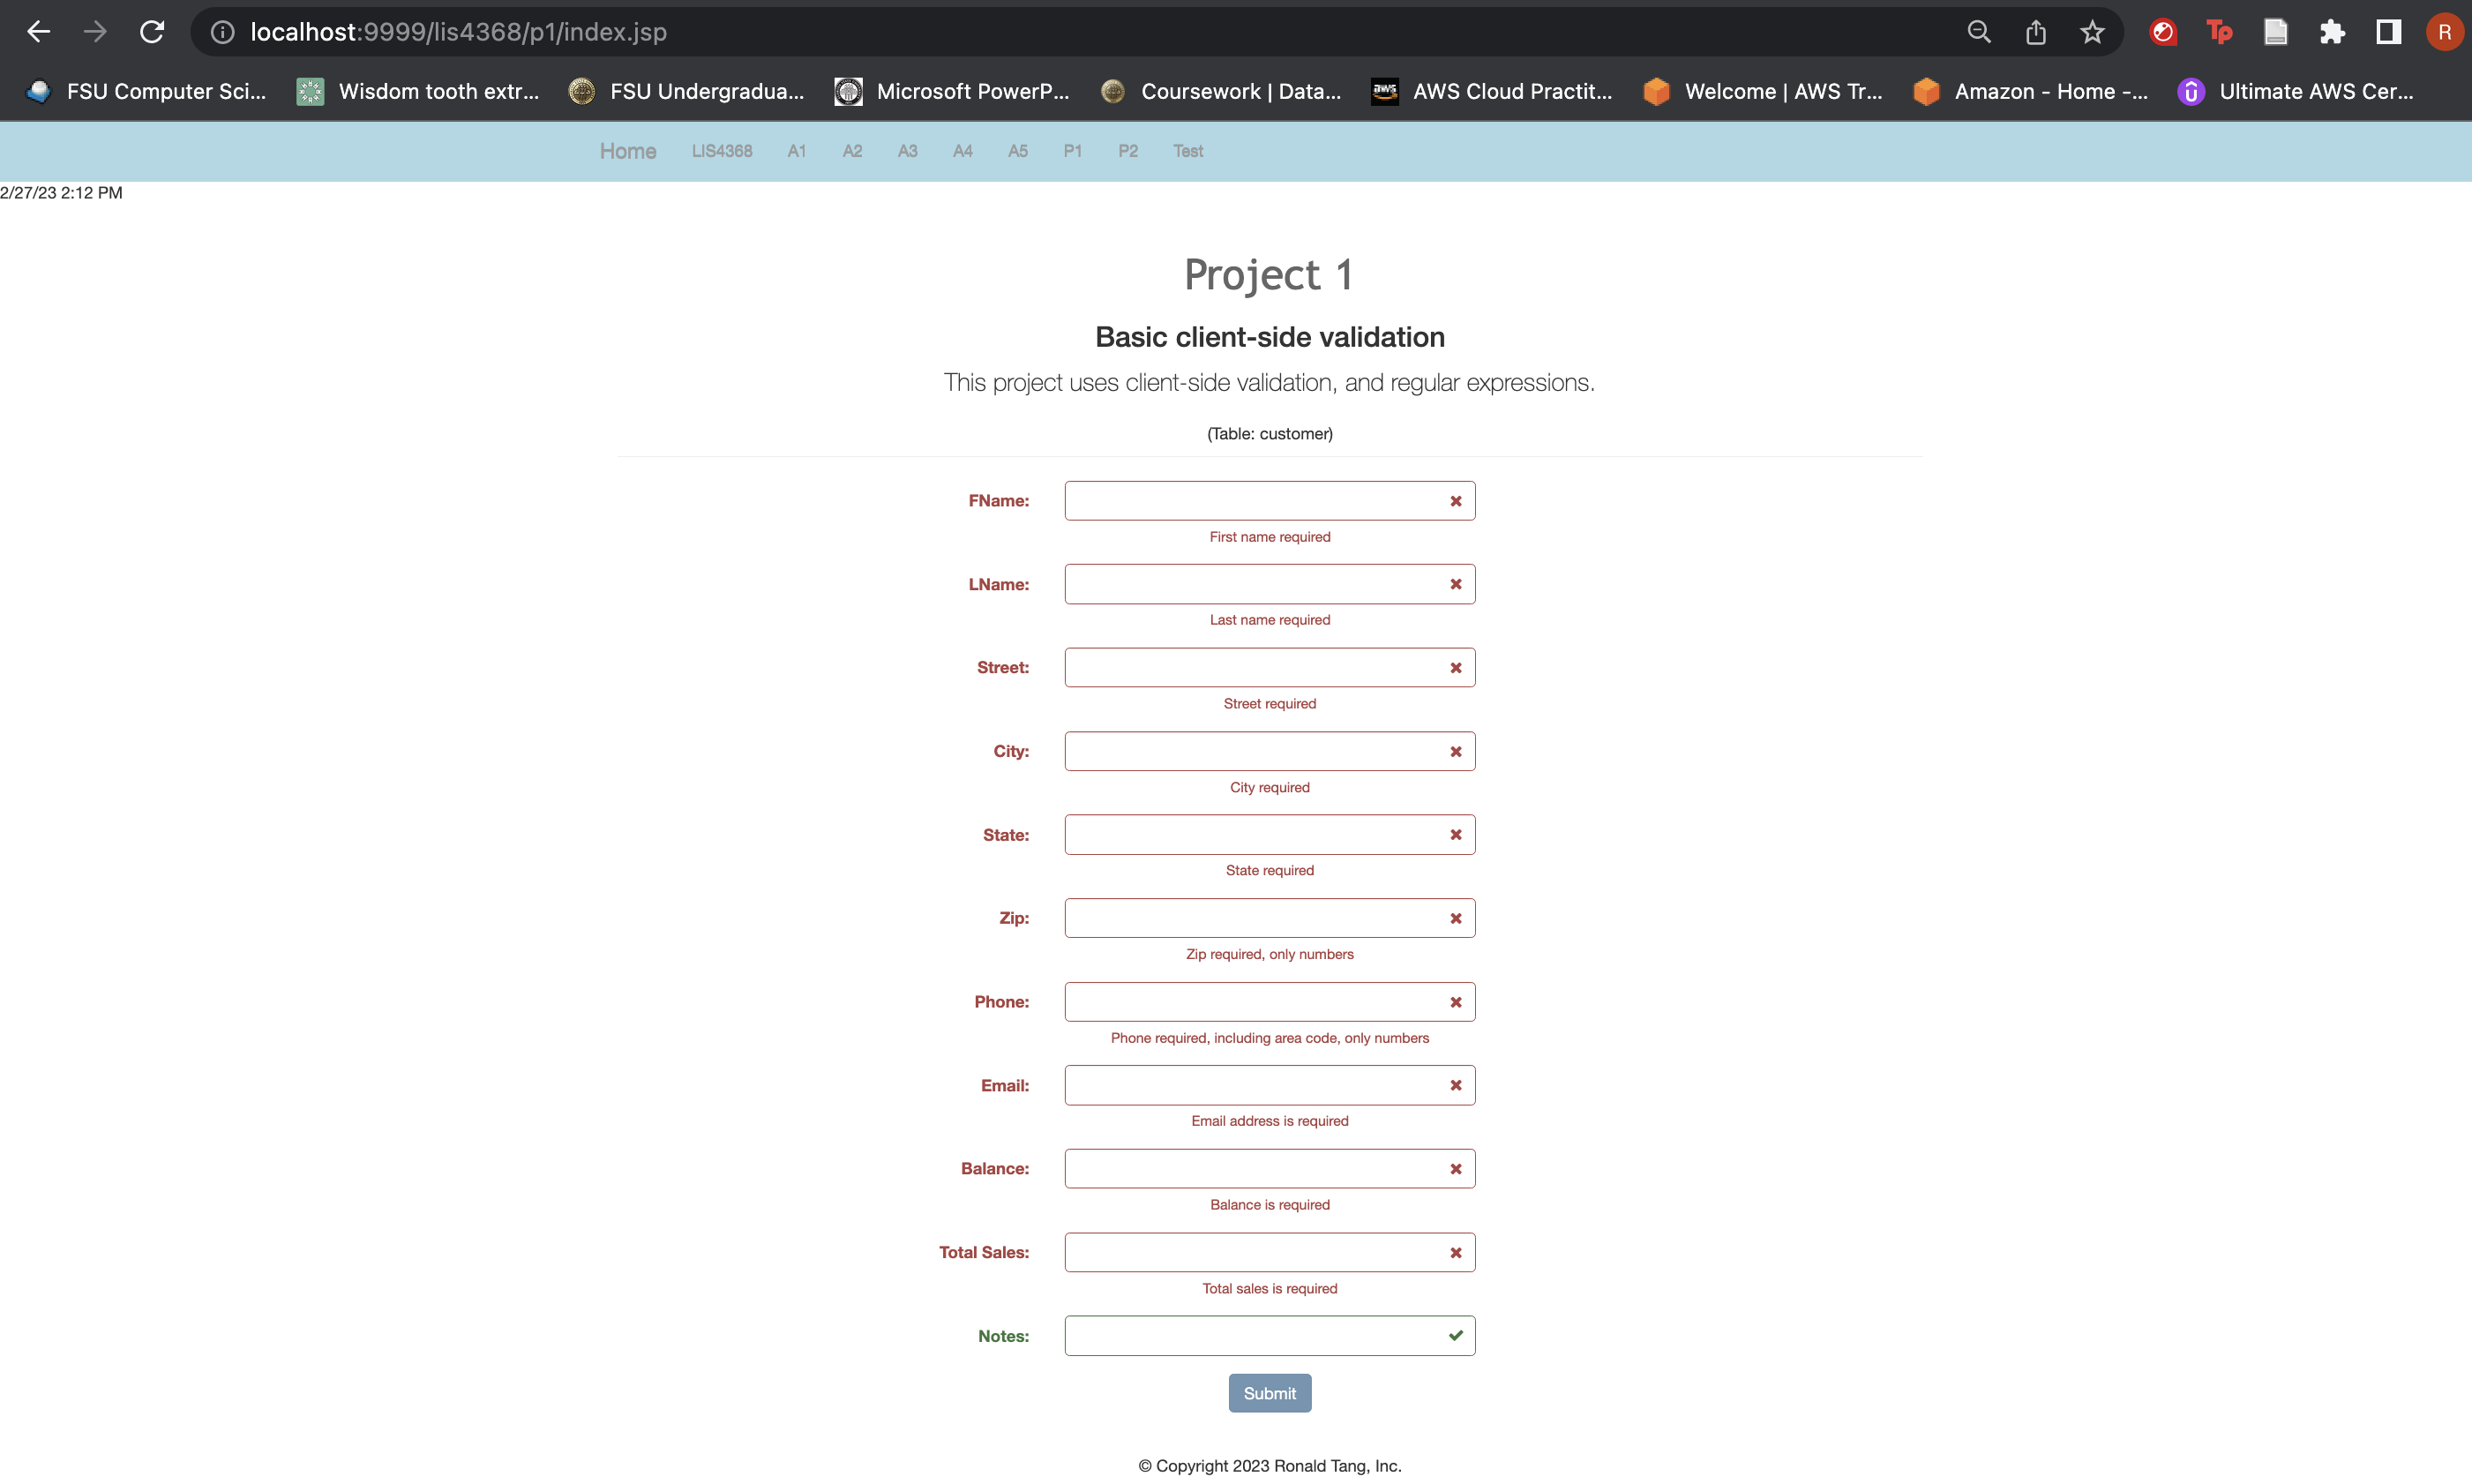 localhost:9999/lis4368/p1/index.jsp
R
FSU Computer Sci... Wisdom tooth extr... FSU Undergradua... Microsoft PowerP... Coursework | Data... AWS Cloud Practit... Welcome | AWS Tr... Amazon - Home -... Ultimate AWS Cer...
Home LIS4368 A1 A2 A3 A4 A5 P1 P2 Test
2/27/23 2:12 PM
Project 1
Basic client-side validation
This project uses client-side validation, and regular expressions.
(Table: customer)
FName:
First name required
LName:
Last name required
Street:
Street required
City:
City required
State:
State required
Zip:
Zip required, only numbers
Phone:
Phone required, including area code, only numbers
Email:
Email address is required
Balance:
Balance is required
Total Sales:
Total sales is required
Notes:
Submit
© Copyright 2023 Ronald Tang, Inc.